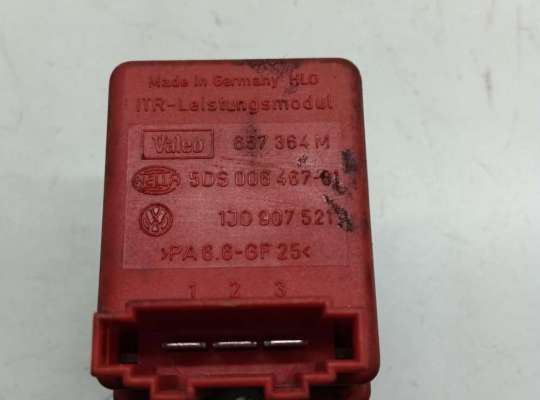 Made in Germany HLO
ITR-Leistungsmodul
Valeo 657 364 M
HELLA 5DS 006 467-01
VW 1J0 907 521
>PA 6.6-GF 25<
1 2 3